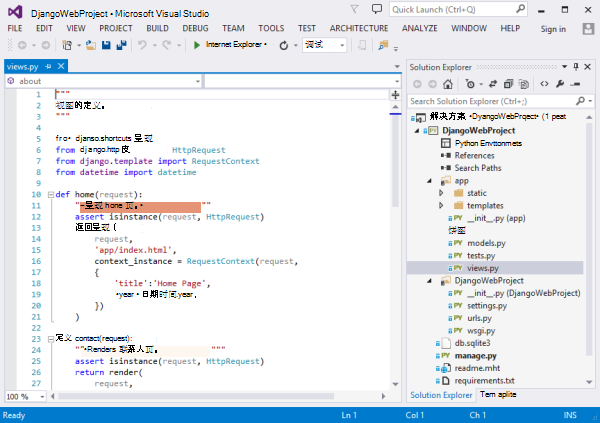 DjangoWebProject • Microsoft Visual Studio
Quick Launch (Ctrl+Q)
FILE EDIT VIEW PROJECT BUILD DEBUG TEAM TOOLS TEST ARCHITECTURE ANALYZE WINDOW HELP Sign in
Internet Explorer • 调试
views.py
about
1 """
2 视图的定义。
3 """
4
5 fro• djanso.shortcuts 呈现
6 from django.http 度 HttpRequest
7 from django.template import RequestContext
8 from datetime import datetime
9
10 def home(request):
11 "一呈现 hone 页。• """
12 assert isinstance(request, HttpRequest)
13 返回呈现 (
14 request,
15 'app/index.html',
16 context_instance = RequestContext(request,
17 {
18 'title':'Home Page',
19 •year • 日期时间.year,
20 })
21 )
22
23 定义 contact(request):
24 ""•Renders 联系人页。 """
25 assert isinstance(request, HttpRequest)
26 return render(
27 request,
100 %
Solution Explorer
Search Solution Explorer (Ctrl+;)
解决方案 •DyangoWebProject• (1 peat
DjangoWebProject
Python Envttonmets
References
Search Paths
app
static
templates
__init__.py (app)
饼图
models.py
tests.py
views.py
DjangoWebProject
__init__.py (DjangoWebProject)
settings.py
urls.py
wsgi.py
db.sqlite3
manage.py
readme.mht
requirements.txt
Solution Explorer Tem aplite
Ready Ln 1 Col 1 Ch 1 INS